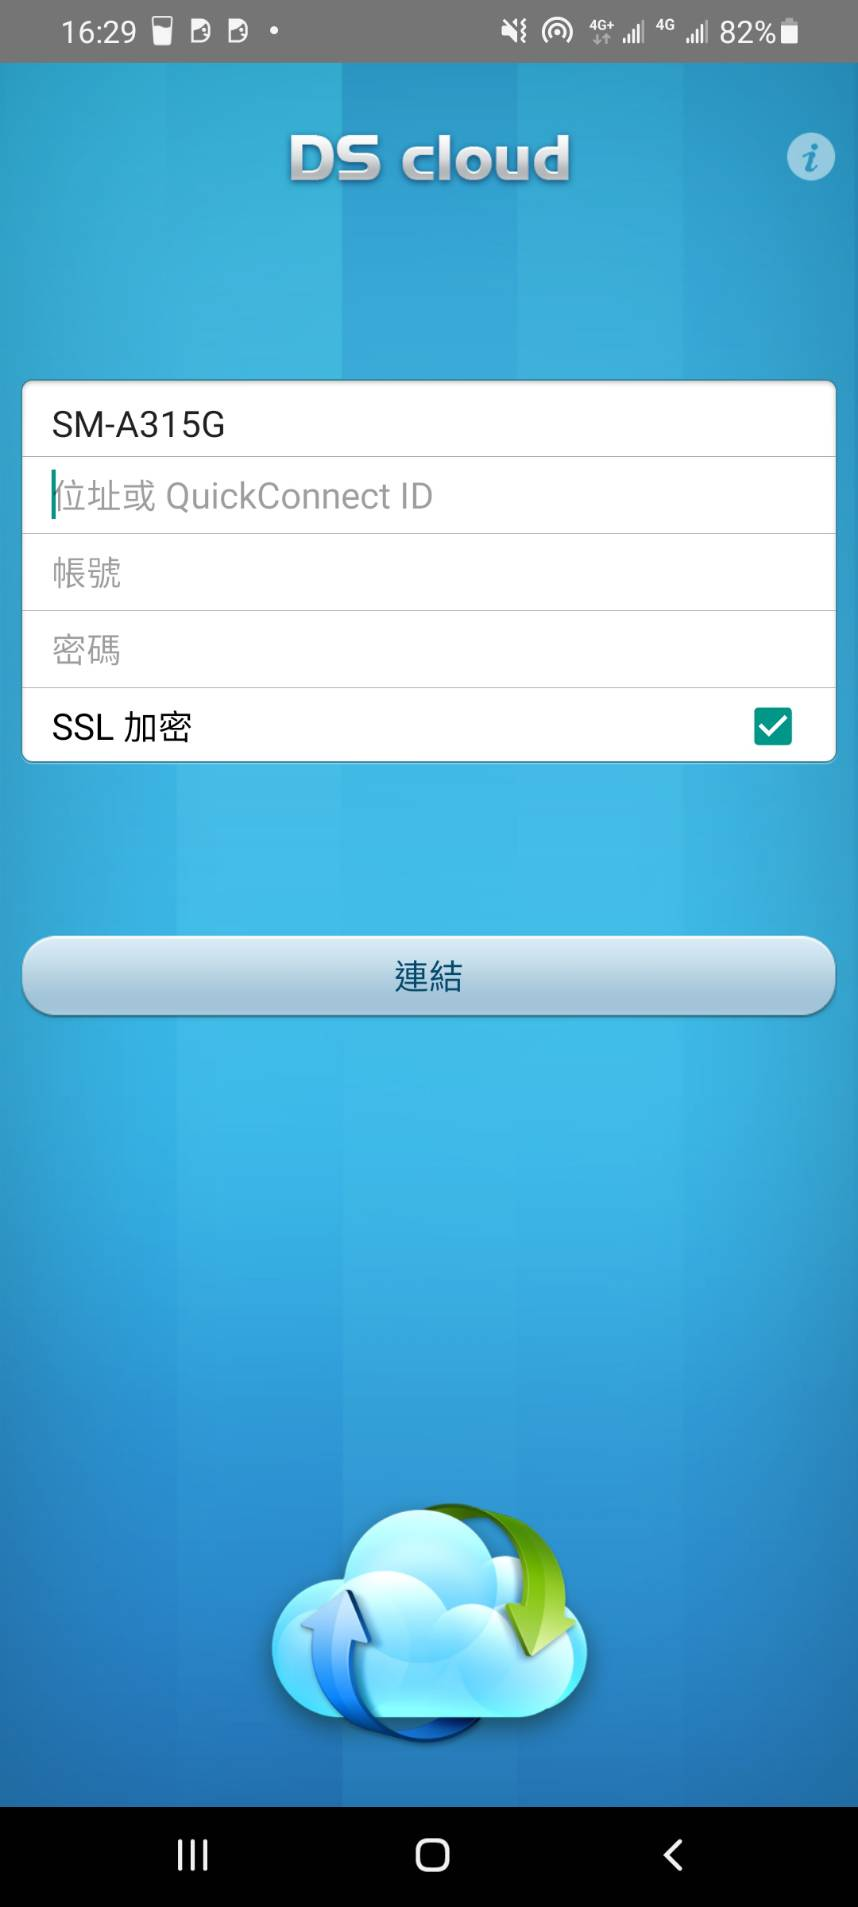 16:29 4G+ 4G 82%
DS cloud
i
SM-A315G
位址或 QuickConnect ID
帳號
密碼
SSL 加密
連結